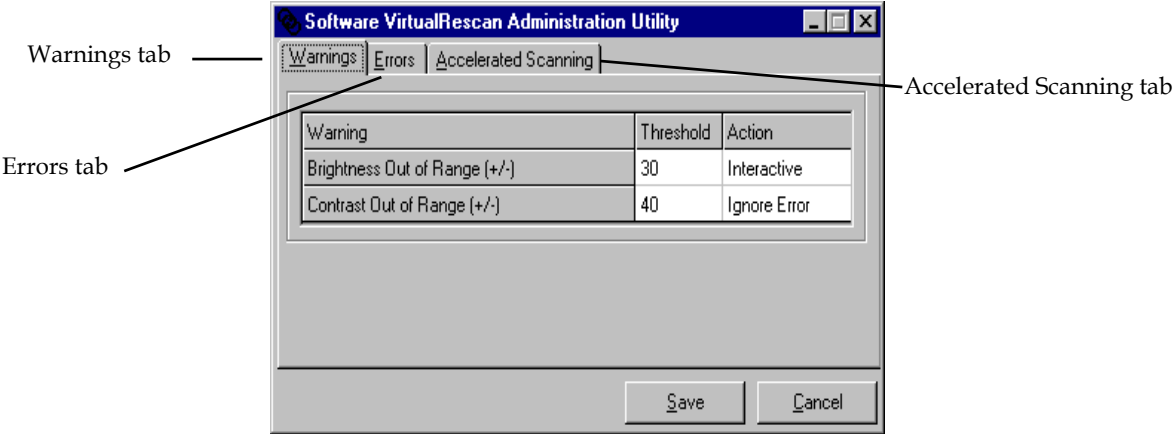 Software VirtualRescan Administration Utility
Warnings tab
Warnings Errors Accelerated Scanning
Accelerated Scanning tab
Warning Threshold Action
Errors tab
Brightness Out of Range (+/-) 30 Interactive
Contrast Out of Range (+/-) 40 Ignore Error
Save Cancel